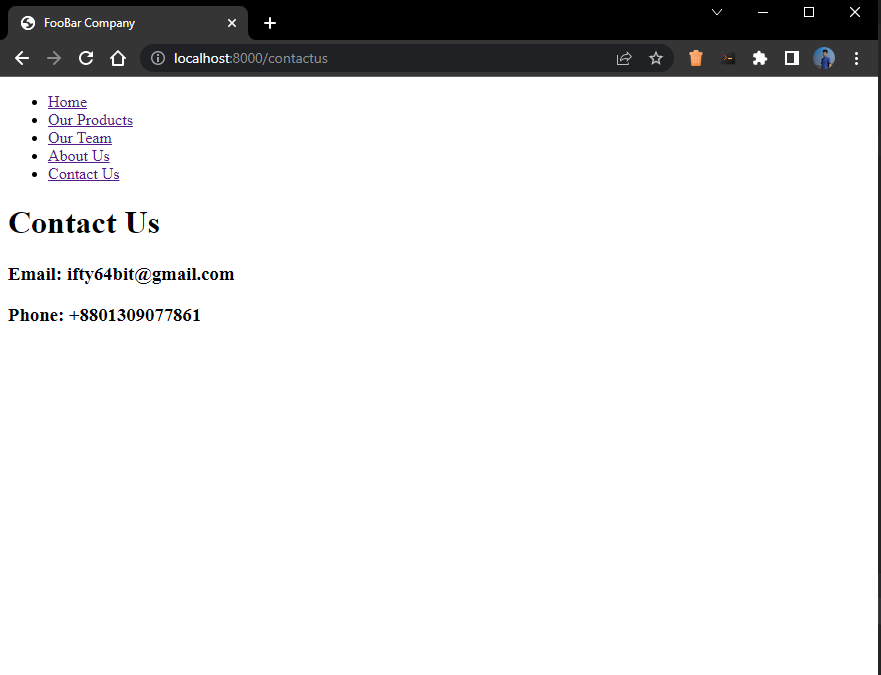 FooBar Company
localhost:8000/contactus
Home
Our Products
Our Team
About Us
Contact Us
Contact Us
Email: ifty64bit@gmail.com
Phone: +8801309077861